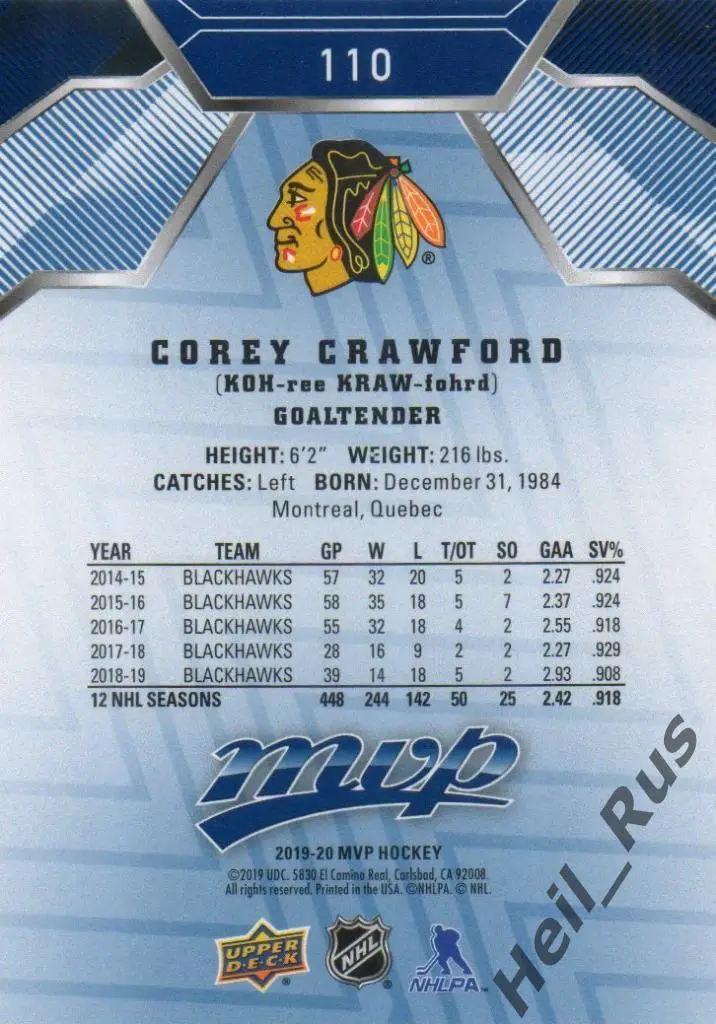 110
®
COREY CRAWFORD
(KOH-ree KRAW-fohrd)
GOALTENDER
HEIGHT: 6'2" WEIGHT: 216 lbs.
CATCHES: Left BORN: December 31, 1984
Montreal, Quebec
YEAR TEAM GP W L T/OT SO GAA SV%
2014-15 BLACKHAWKS 57 32 20 5 2 2.27 .924
2015-16 BLACKHAWKS 58 35 18 5 7 2.37 .924
2016-17 BLACKHAWKS 55 32 18 4 2 2.55 .918
2017-18 BLACKHAWKS 28 16 9 2 2 2.27 .929
2018-19 BLACKHAWKS 39 14 18 5 2 2.93 .908
12 NHL SEASONS 448 244 142 50 25 2.42 .918
mvp
2019-20 MVP HOCKEY
©2019 UDC. 5830 El Camino Real, Carlsbad, CA 92008.
All rights reserved. Printed in the USA. ©NHLPA. © NHL.
UPPER DECK® NHL® NHLPA™
Heil_Rus